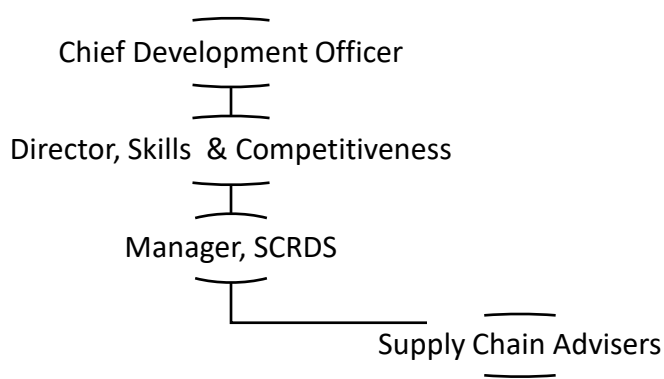 Chief Development Officer
Director, Skills & Competitiveness
Manager, SCRDS
Supply Chain Advisers